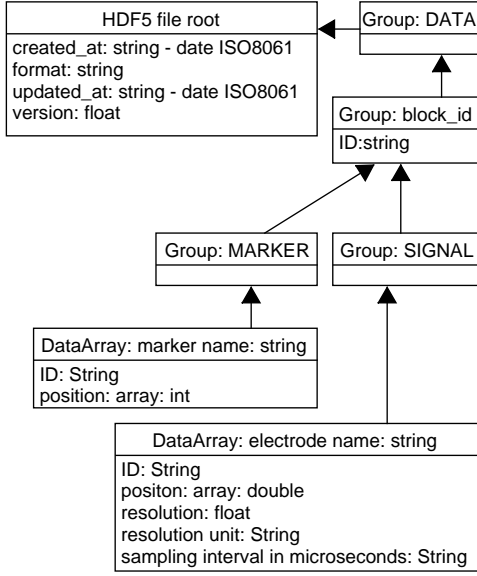 HDF5 file root
created_at: string - date ISO8061
format: string
updated_at: string - date ISO8061
version: float
Group: DATA
Group: block_id
ID:string
Group: MARKER
Group: SIGNAL
DataArray: marker name: string
ID: String
position: array: int
DataArray: electrode name: string
ID: String
positon: array: double
resolution: float
resolution unit: String
sampling interval in microseconds: String